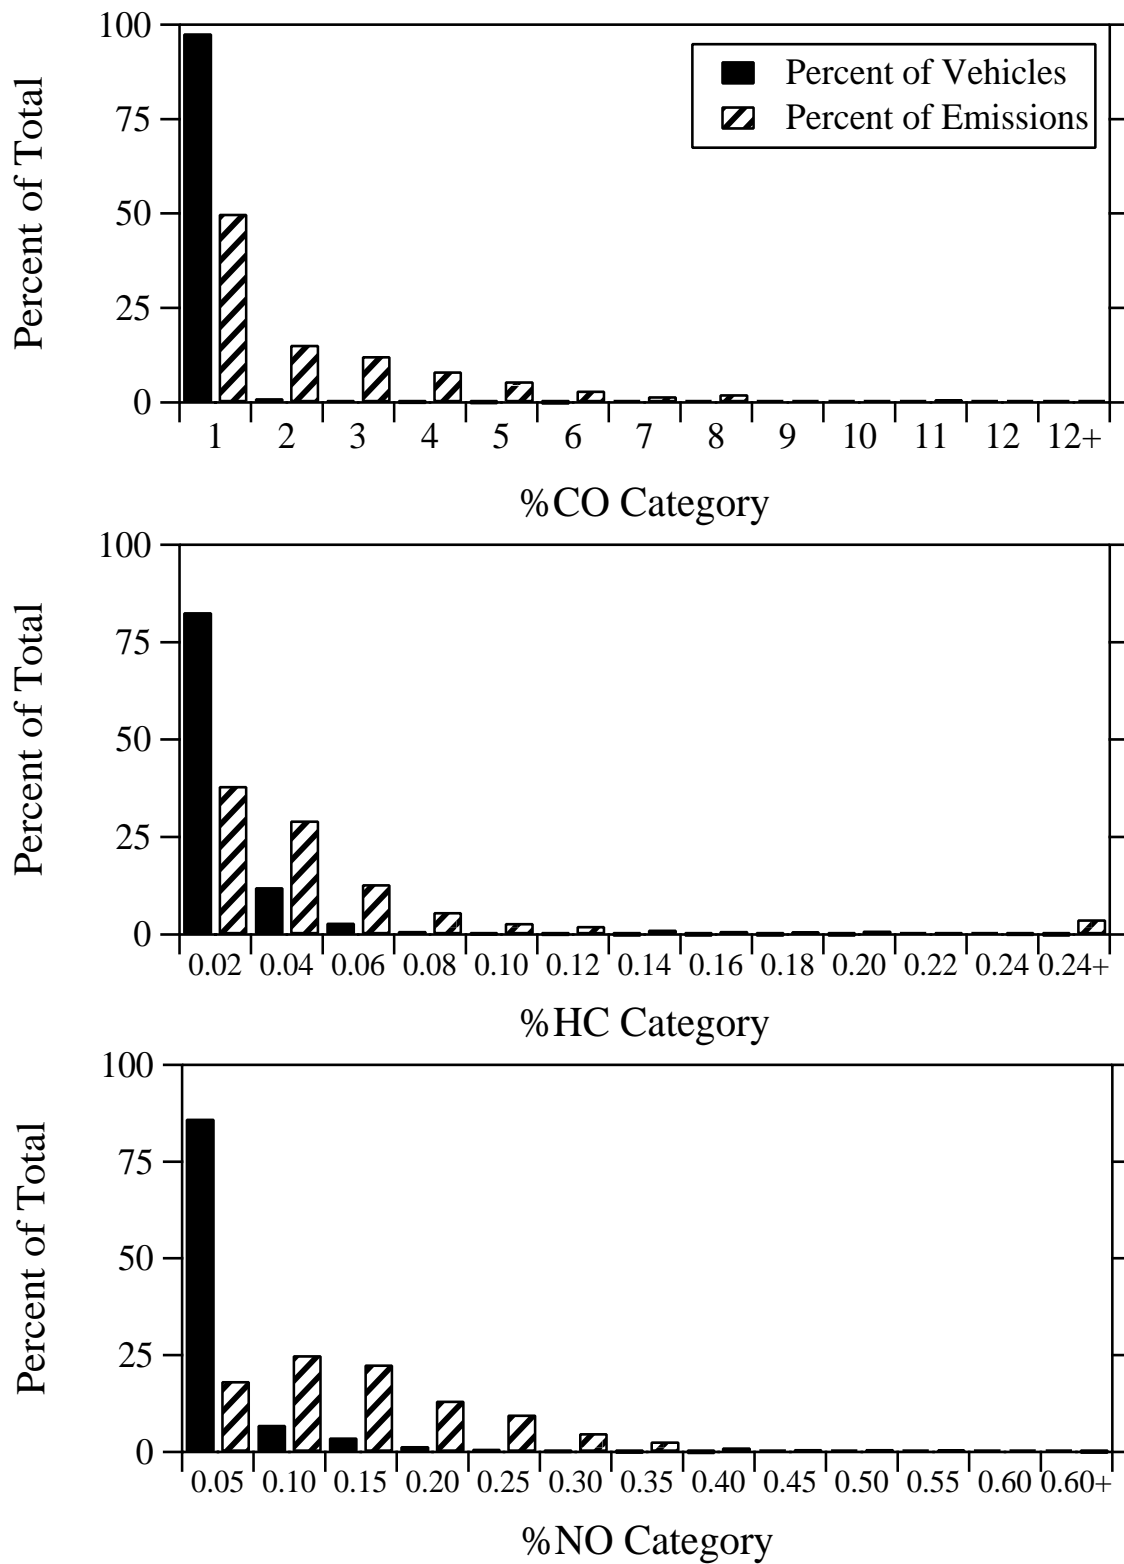 100
75
50
25
0
Percent of Total
Percent of Vehicles
Percent of Emissions
1 2 3 4 5 6 7 8 9 10 11 12 12+
%CO Category
100
75
50
25
0
Percent of Total
0.02 0.04 0.06 0.08 0.10 0.12 0.14 0.16 0.18 0.20 0.22 0.24 0.24+
%HC Category
100
75
50
25
0
Percent of Total
0.05 0.10 0.15 0.20 0.25 0.30 0.35 0.40 0.45 0.50 0.55 0.60 0.60+
%NO Category